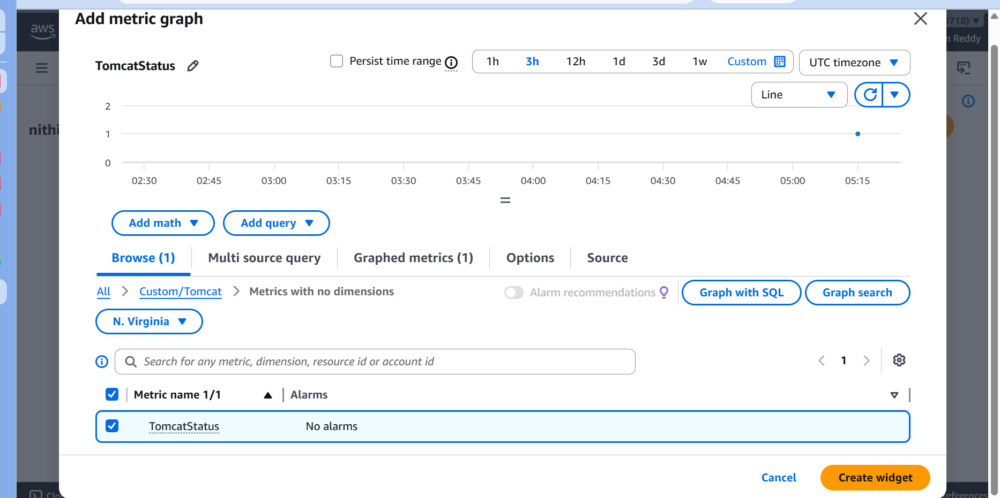 Add metric graph
aws
0718)
n Reddy
TomcatStatus
Persist time range
1h 3h 12h 1d 3d 1w Custom
UTC timezone
Line
nithi
2
1
0
02:30 02:45 03:00 03:15 03:30 03:45 04:00 04:15 04:30 04:45 05:00 05:15
Add math
Add query
Browse (1)
Multi source query
Graphed metrics (1)
Options
Source
All > Custom/Tomcat > Metrics with no dimensions
Alarm recommendations
Graph with SQL
Graph search
N. Virginia
Search for any metric, dimension, resource id or account id
1
Metric name 1/1
Alarms
TomcatStatus
No alarms
Cancel
Create widget
Clo
references